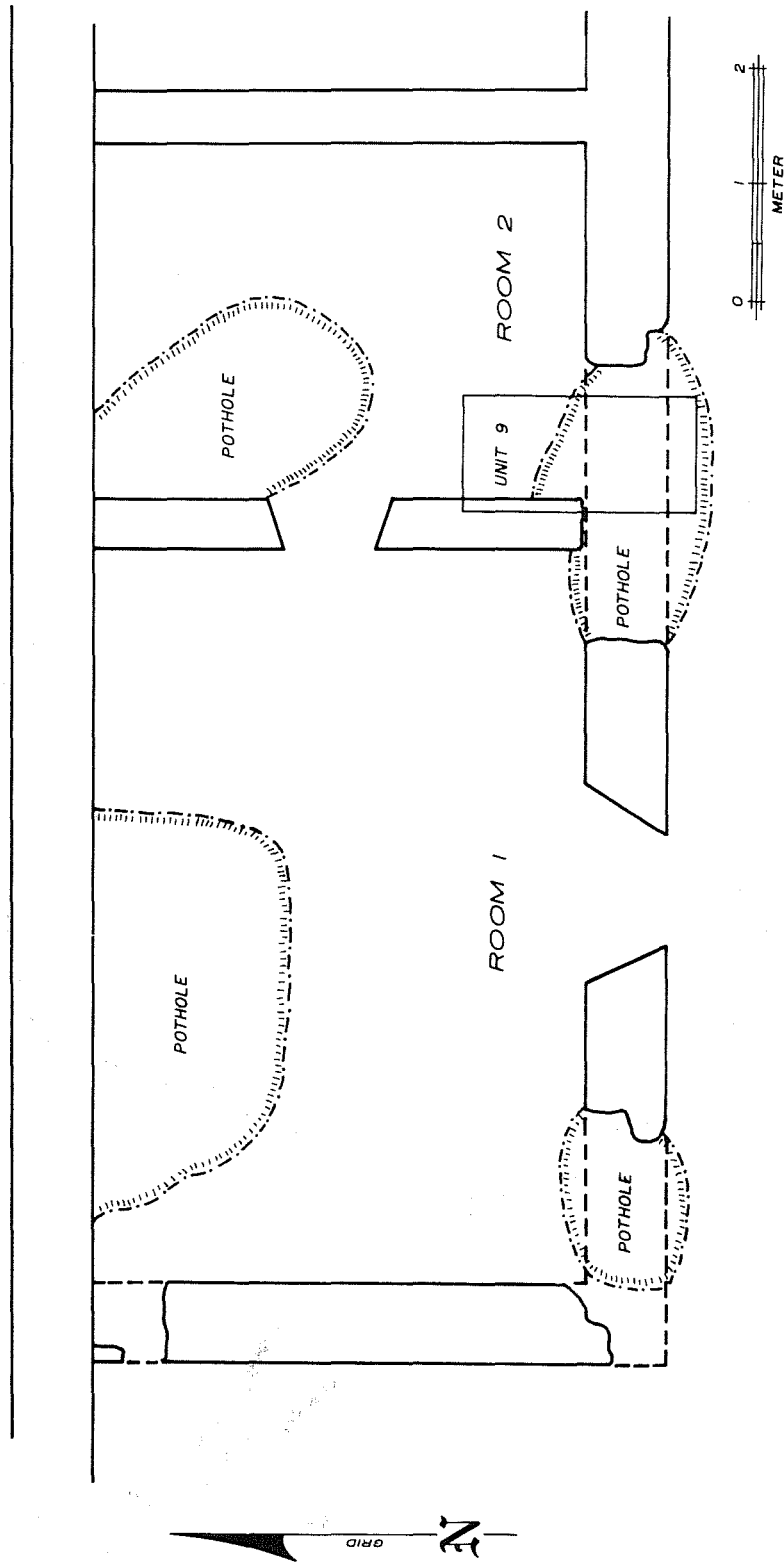 POTHOLE
POTHOLE
ROOM 2
UNIT 9
ROOM 1
POTHOLE
POTHOLE
0 1 2
METER
GRID
N